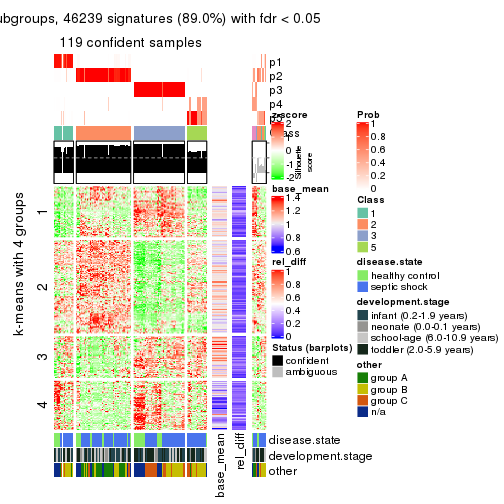 ubgroups, 46239 signatures (89.0%) with fdr < 0.05
119 confident samples
p1
p2
p3
p4
p5
Class
Silhouette
score
k-means with 4 groups
1
2
3
4
z-score
2
1
0
-1
-2
base_mean
1.4
1.2
1
0.8
0.6
rel_diff
1
0.8
0.6
0.4
0.2
0
Status (barplots)
confident
ambiguous
Prob
1
0.8
0.6
0.4
0.2
0
Class
1
2
3
5
disease.state
healthy control
septic shock
development.stage
infant (0.2-1.9 years)
neonate (0.0-0.1 years)
school-age (6.0-10.9 years)
toddler (2.0-5.9 years)
other
group A
group B
group C
n/a
disease.state
development.stage
other
base_mean
rel_diff